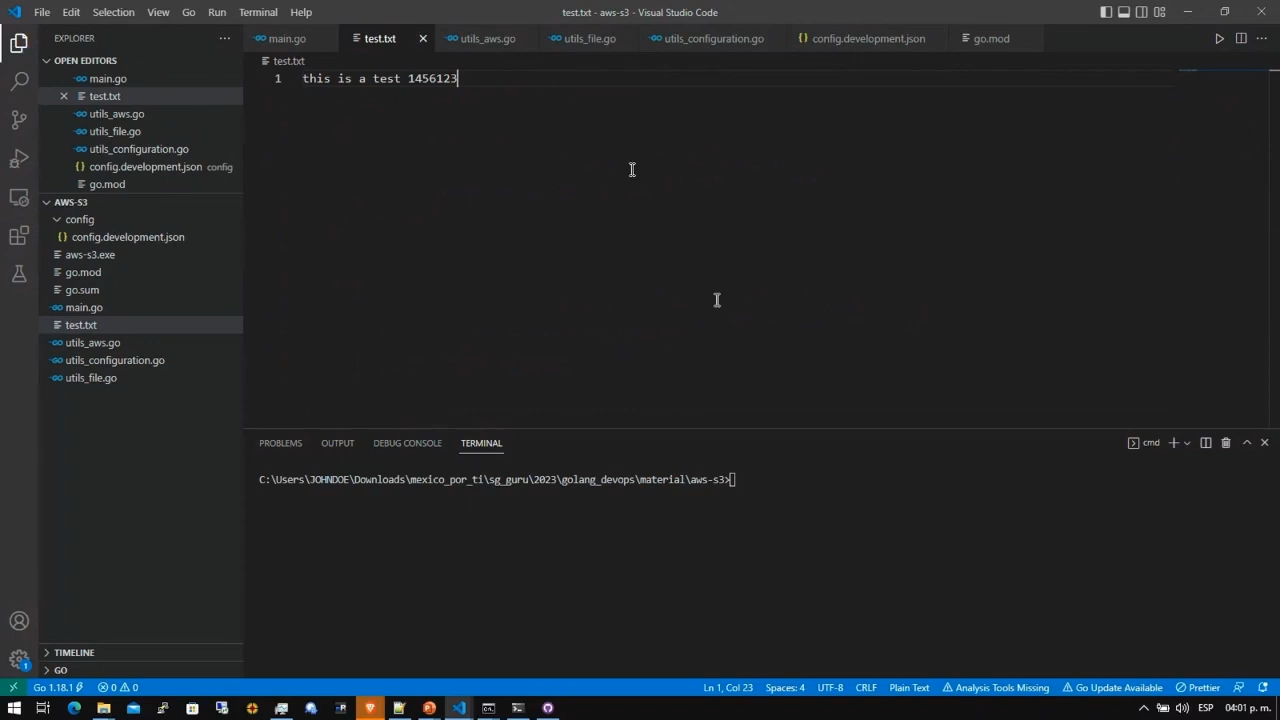 File Edit Selection View Go Run Terminal Help test.txt - aws-s3 - Visual Studio Code
EXPLORER
main.go test.txt utils_aws.go utils_file.go utils_configuration.go {} config.development.json go.mod
OPEN EDITORS
main.go
test.txt
utils_aws.go
utils_file.go
utils_configuration.go
{} config.development.json config
go.mod
AWS-S3
config
{} config.development.json
aws-s3.exe
go.mod
go.sum
main.go
test.txt
utils_aws.go
utils_configuration.go
utils_file.go
TIMELINE
GO
test.txt
1 this is a test 1456123
PROBLEMS OUTPUT DEBUG CONSOLE TERMINAL cmd
C:\Users\JOHNDOE\Downloads\mexico_por_ti\sg_guru\2023\golang_devops\material\aws-s3>
1
Go 1.18.1 0 0 Ln 1, Col 23 Spaces: 4 UTF-8 CRLF Plain Text Analysis Tools Missing Go Update Available Prettier
ESP 04:01 p. m.